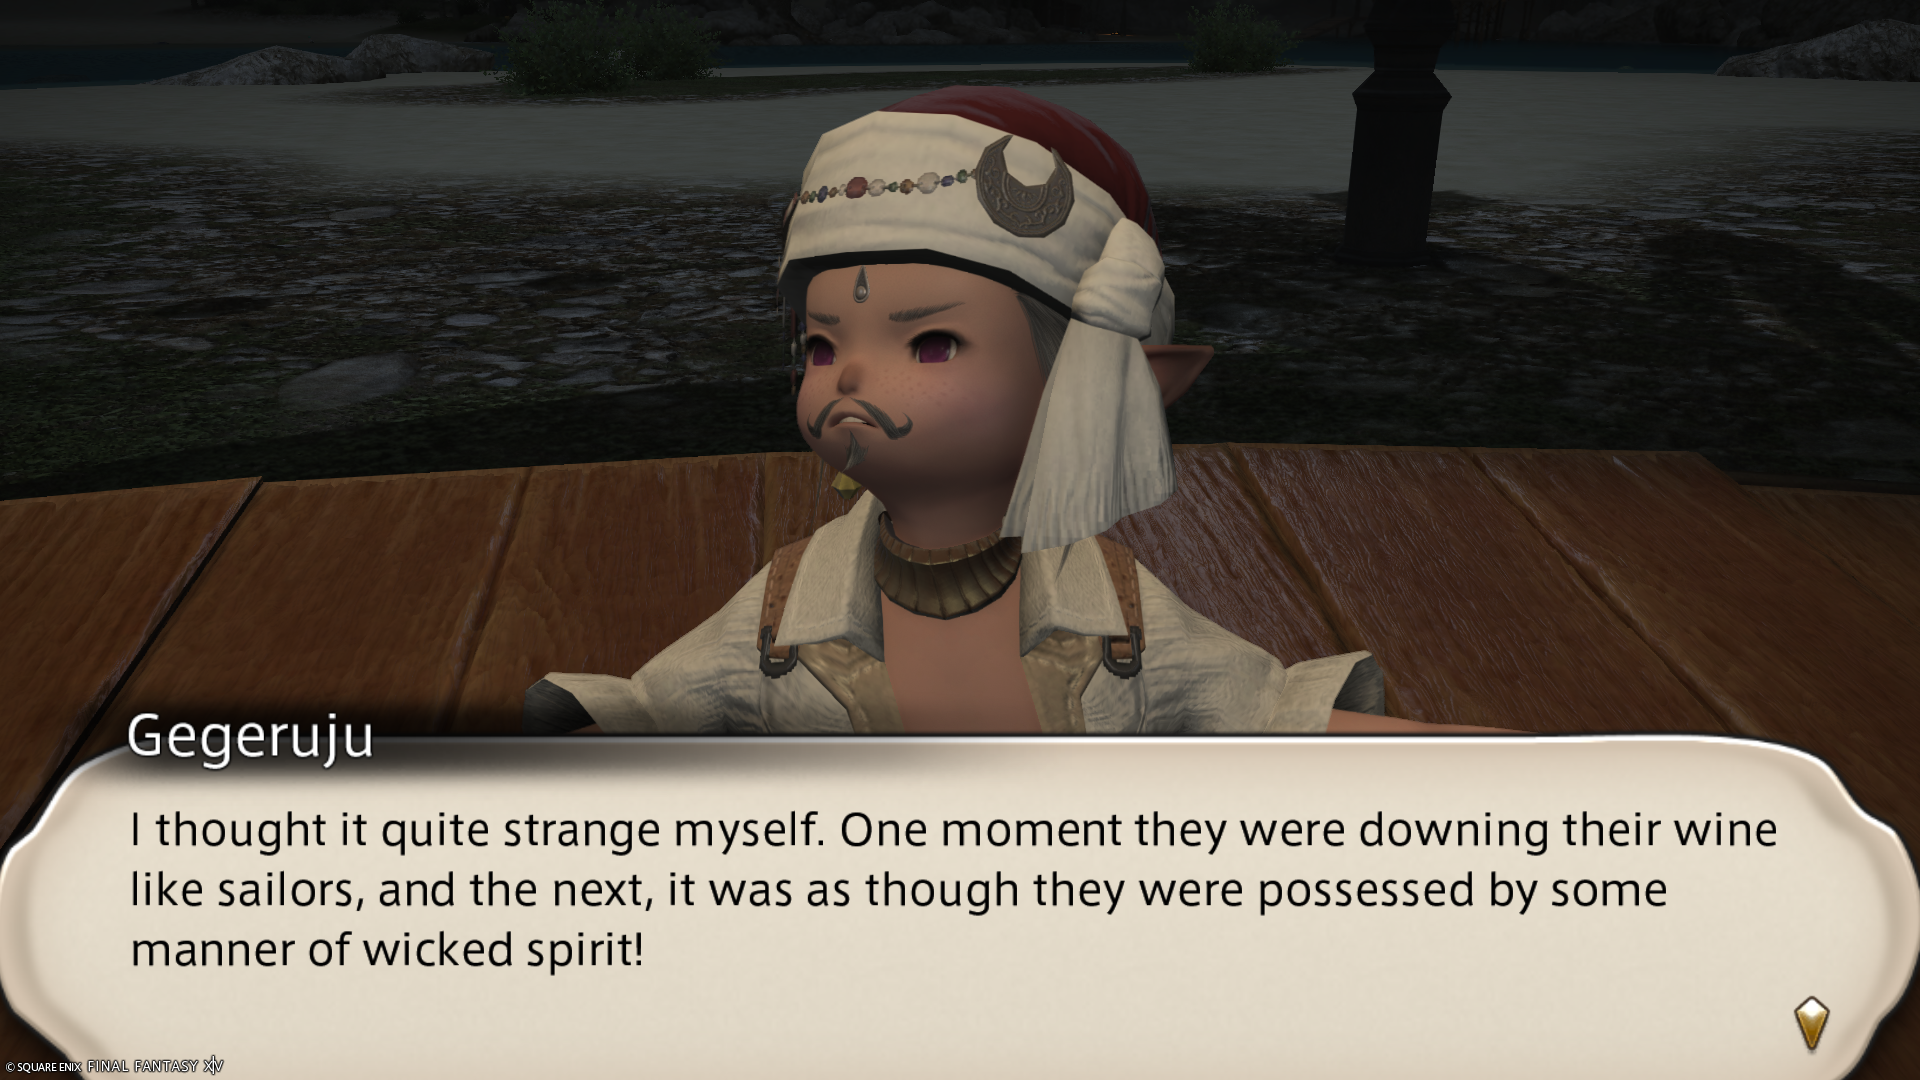 Gegeruju
I thought it quite strange myself. One moment they were downing their wine
like sailors, and the next, it was as though they were possessed by some
manner of wicked spirit!
© SQUARE ENIX FINAL FANTASY XIV